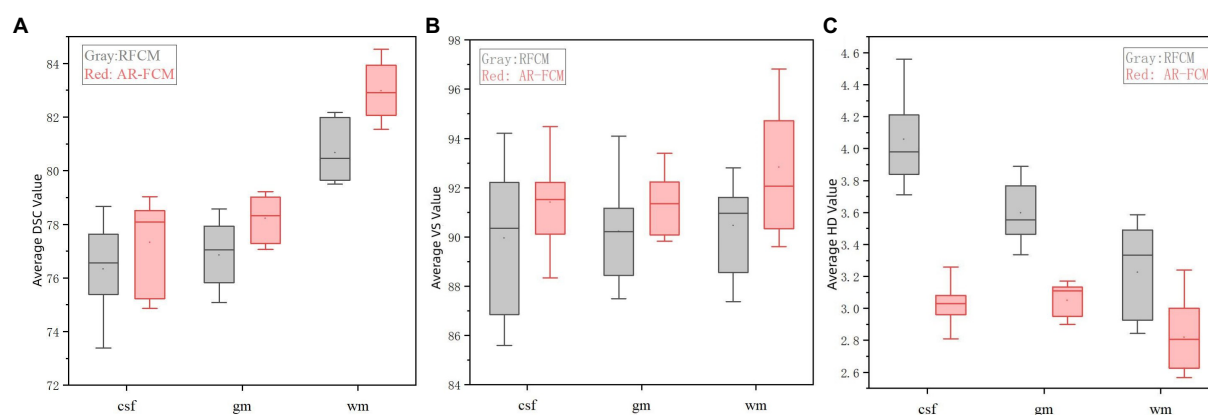 A
Average DSC Value
84
82
80
78
76
75
74
72
Gray:RFCM
Red: AR-FCM
csf gm wm
B
Average VS Value
98
96
94
92
90
88
86
84
Gray:RFCM
Red: AR-FCM
csf gm wm
C
Average HD Value
4.6
4.4
4.2
4.0
3.8
3.6
3.4
3.2
3.0
2.8
2.6
Gray:RFCM
Red: AR-FCM
csf gm wm